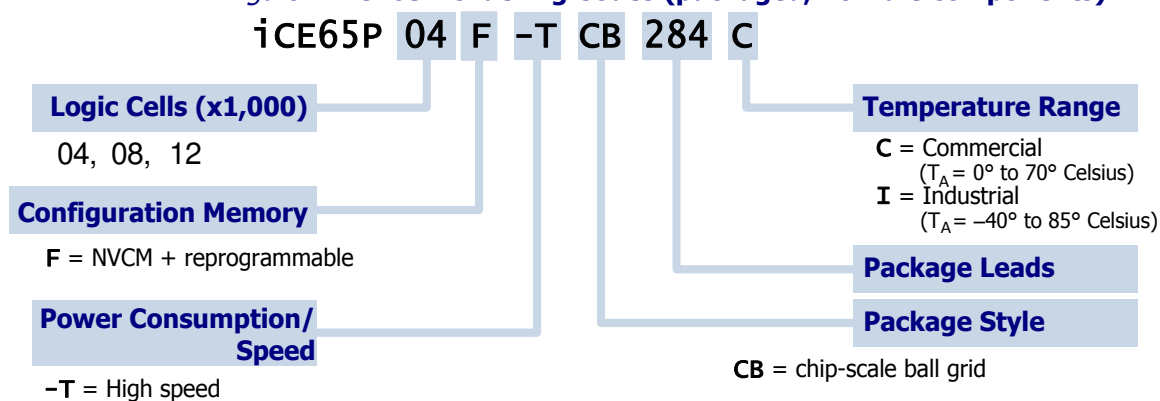 iCE65P 04 F -T CB 284 C
Logic Cells (x1,000)
04, 08, 12
Configuration Memory
F = NVCM + reprogrammable
Power Consumption/
Speed
-T = High speed
Temperature Range
C = Commercial
(TA = 0° to 70° Celsius)
I = Industrial
(TA = –40° to 85° Celsius)
Package Leads
Package Style
CB = chip-scale ball grid